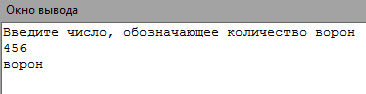 Окно вывода
Введите число, обозначающее количество ворон
456
ворон